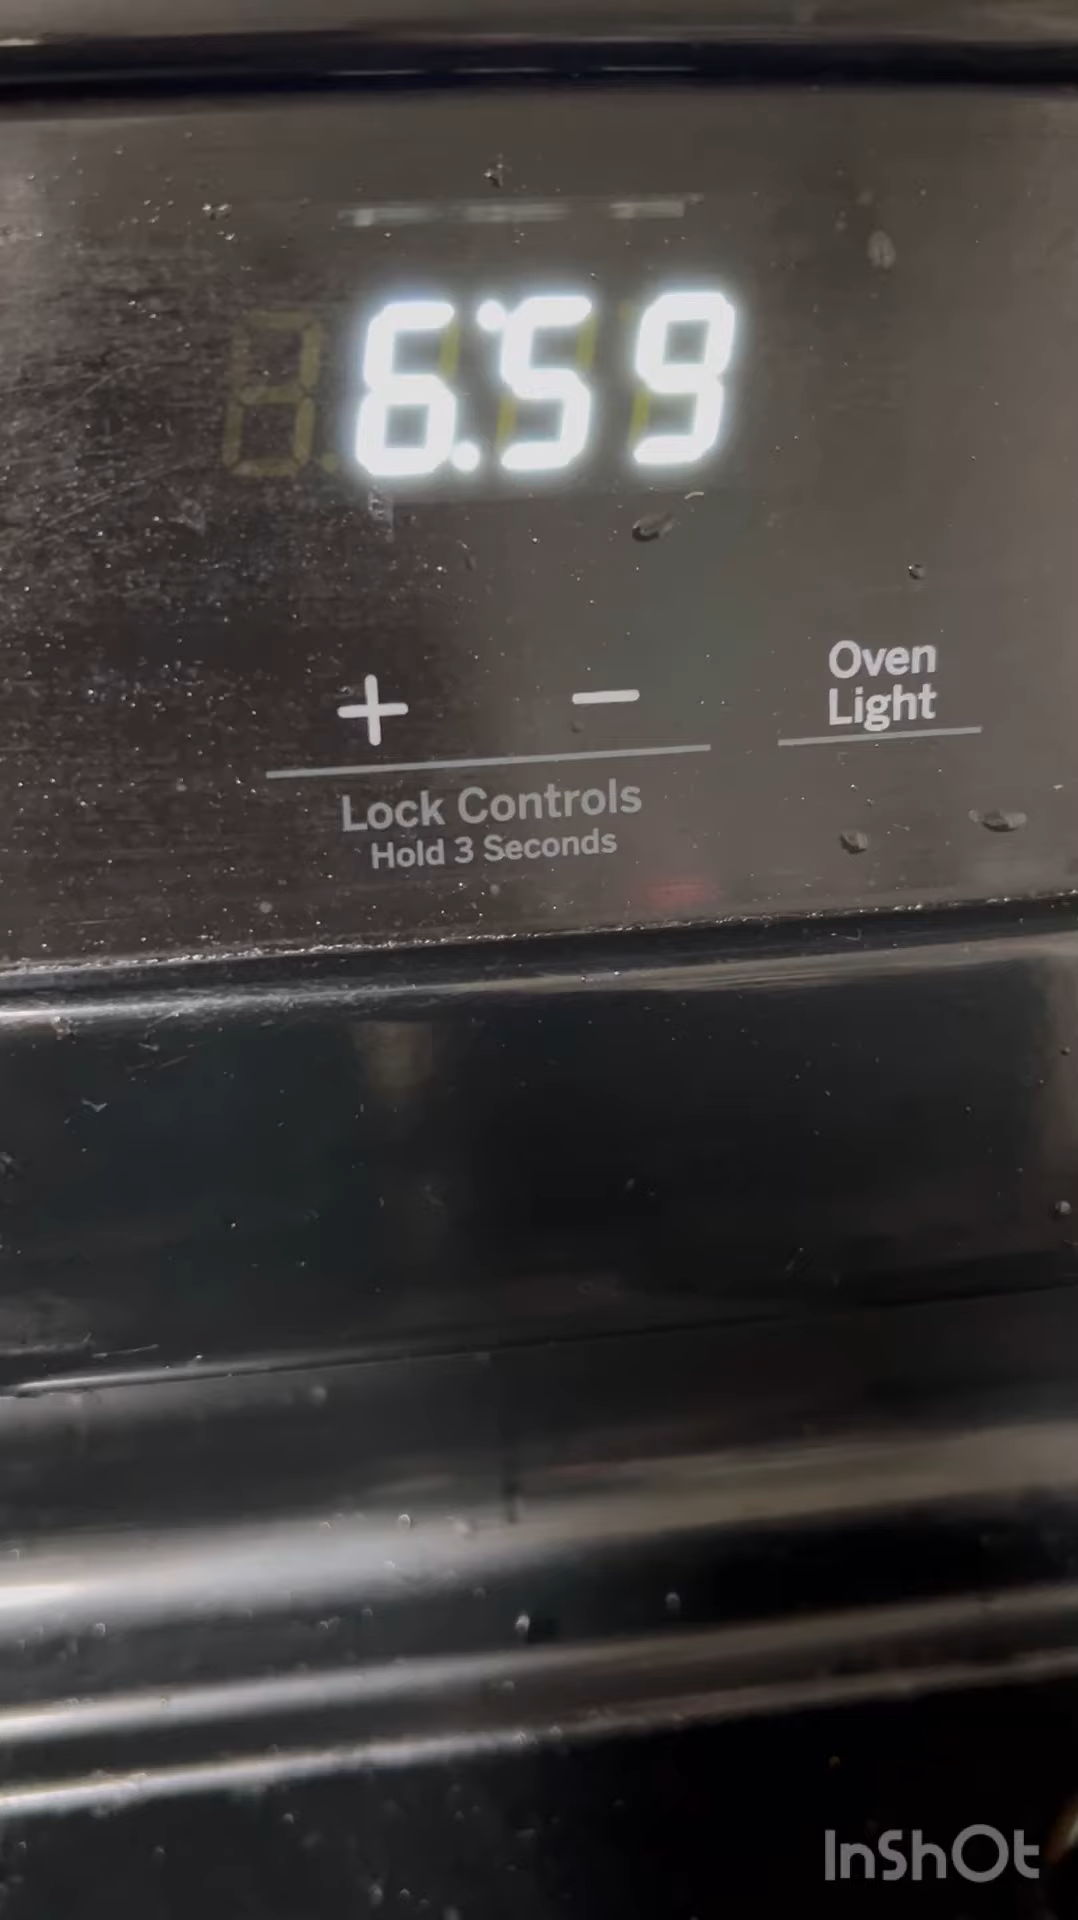 6:59
+ −
Oven
Light
Lock Controls
Hold 3 Seconds
InShOt